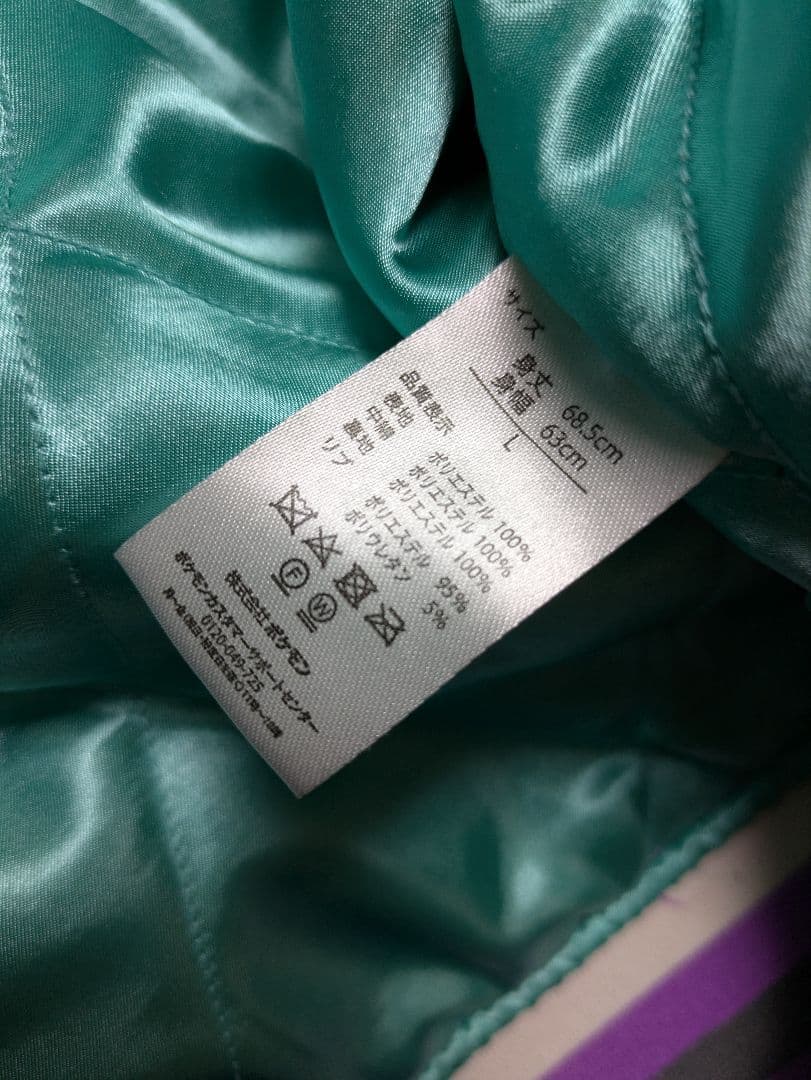 サイズ
身丈 68.5cm
身幅 63cm
L
品質表示
表地 ポリエステル 100%
中綿 ポリエステル 100%
裏地 ポリエステル 100%
リブ ポリエステル 95%
ポリウレタン 5%
F W
株式会社ポケモン
ポケモンカスタマーサポートセンター
0120-049-725